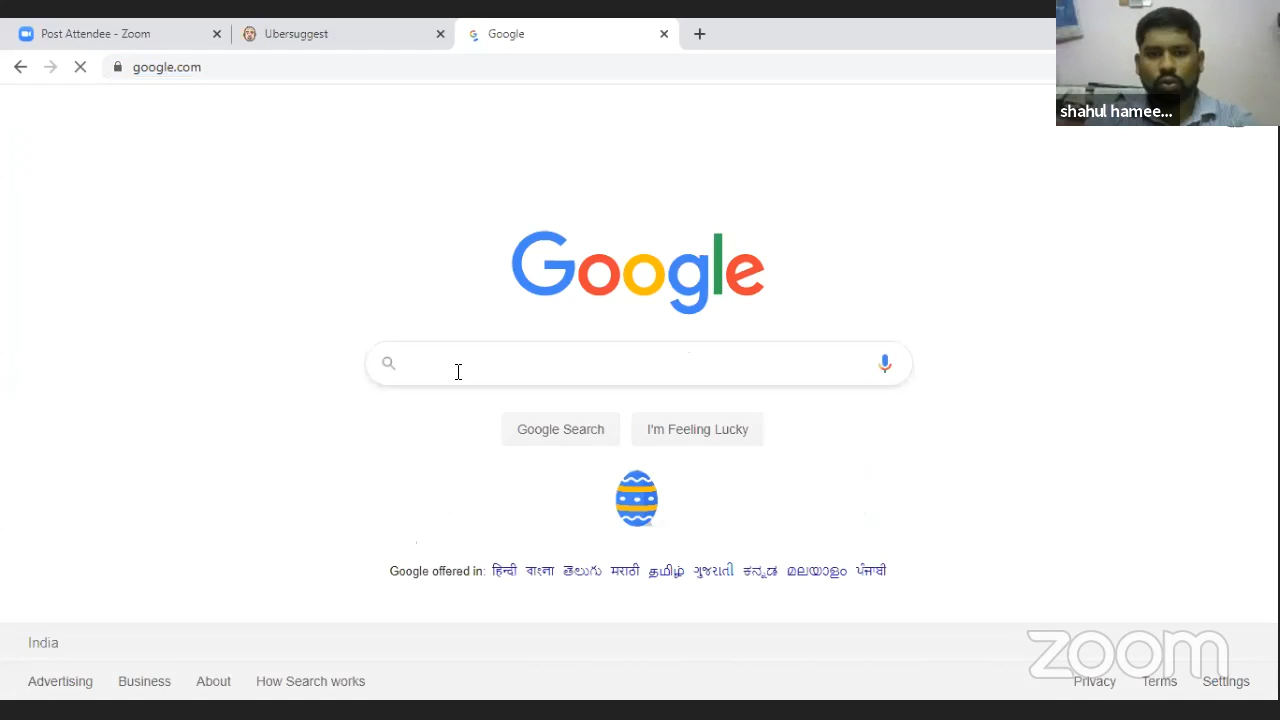 Post Attendee - Zoom
Ubersuggest
Google
google.com
shahul hamee...
Google
Google Search
I'm Feeling Lucky
Google offered in: हिन्दी বাংলা తెలుగు मराठी தமிழ் ગુજરાતી ಕನ್ನಡ മലയാളം ਪੰਜਾਬੀ
India
zoom
Advertising Business About How Search works
Privacy Terms Settings